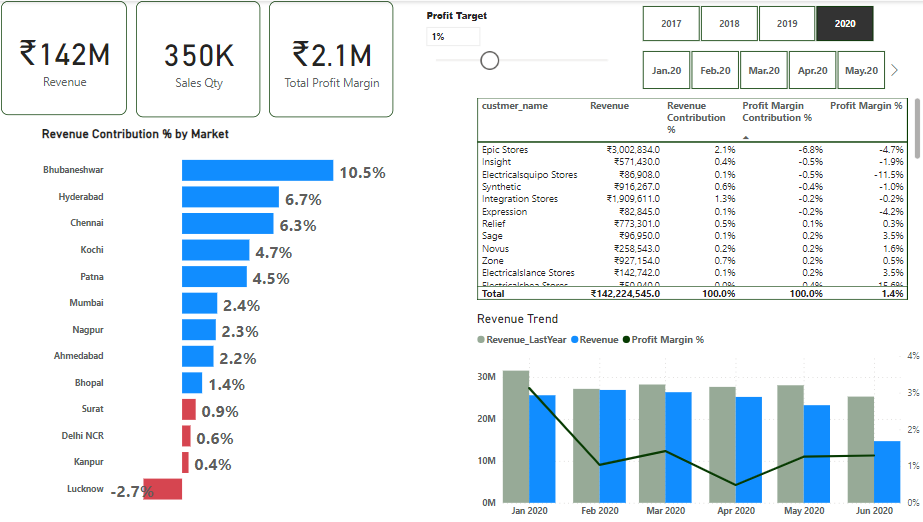 ₹142M
Revenue
350K
Sales Qty
₹2.1M
Total Profit Margin
Profit Target
1%
2017 2018 2019 2020
Jan.20 Feb.20 Mar.20 Apr.20 May.20
Revenue Contribution % by Market
Bhubaneshwar 10.5%
Hyderabad 6.7%
Chennai 6.3%
Kochi 4.7%
Patna 4.5%
Mumbai 2.4%
Nagpur 2.3%
Ahmedabad 2.2%
Bhopal 1.4%
Surat 0.9%
Delhi NCR 0.6%
Kanpur 0.4%
Lucknow -2.7%
custmer_name Revenue Revenue Contribution % Profit Margin Contribution % Profit Margin %
Epic Stores ₹3,002,834.0 2.1% -6.8% -4.7%
Insight ₹571,430.0 0.4% -0.5% -1.9%
Electricalsquipo Stores ₹86,908.0 0.1% -0.5% -11.5%
Synthetic ₹916,267.0 0.6% -0.4% -1.0%
Integration Stores ₹1,909,611.0 1.3% -0.2% -0.2%
Expression ₹82,845.0 0.1% -0.2% -4.2%
Relief ₹773,301.0 0.5% 0.1% 0.3%
Sage ₹96,950.0 0.1% 0.2% 3.5%
Novus ₹258,543.0 0.2% 0.2% 1.6%
Zone ₹927,154.0 0.7% 0.2% 0.5%
Electricalslance Stores ₹142,742.0 0.1% 0.2% 3.5%
Total ₹142,224,545.0 100.0% 100.0% 1.4%
Revenue Trend
Revenue_LastYear Revenue Profit Margin %
4%
30M 3%
20M 2%
10M 1%
0M 0%
Jan 2020 Feb 2020 Mar 2020 Apr 2020 May 2020 Jun 2020